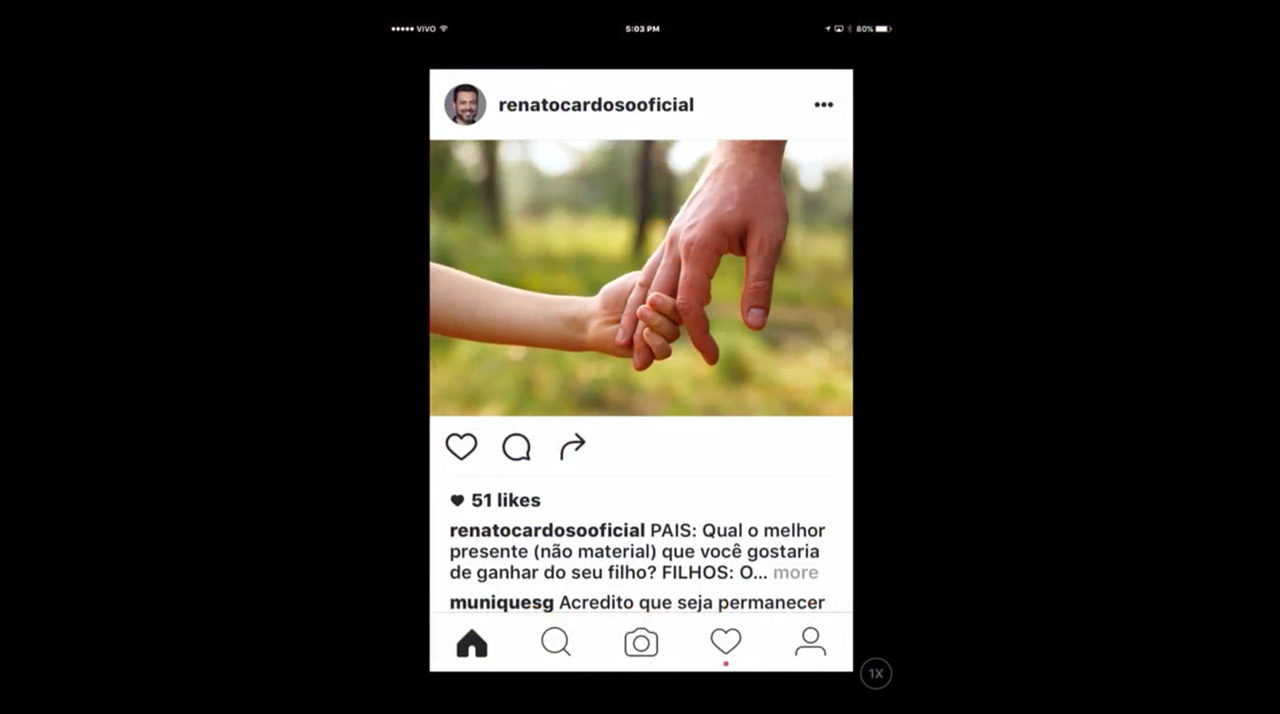 VIVO
5:03 PM
80%
renatocardosooficial
51 likes
renatocardosooficial PAIS: Qual o melhor
presente (não material) que você gostaria
de ganhar do seu filho? FILHOS: O... more
muniquesg Acredito que seja permanecer
1X